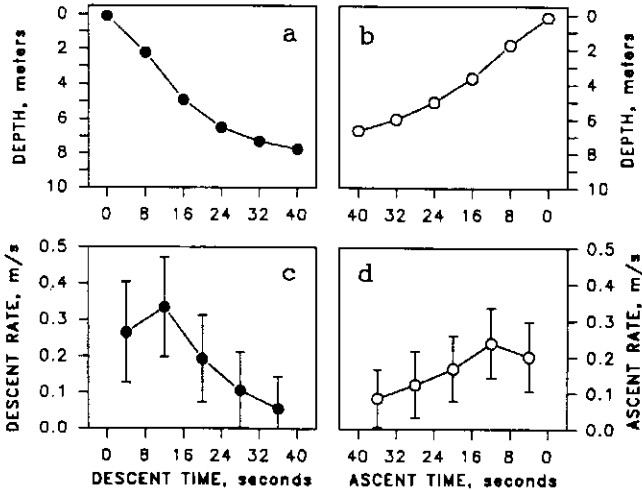 a
b
DEPTH, meters
0
2
4
6
8
10
0 8 16 24 32 40
40 32 24 16 8 0
0
2
4
6
8
10
DEPTH, meters
c
d
DESCENT RATE, m/s
0.5
0.4
0.3
0.2
0.1
0.0
0 8 16 24 32 40
DESCENT TIME, seconds
40 32 24 16 8 0
ASCENT TIME, seconds
0.5
0.4
0.3
0.2
0.1
0.0
ASCENT RATE, m/s